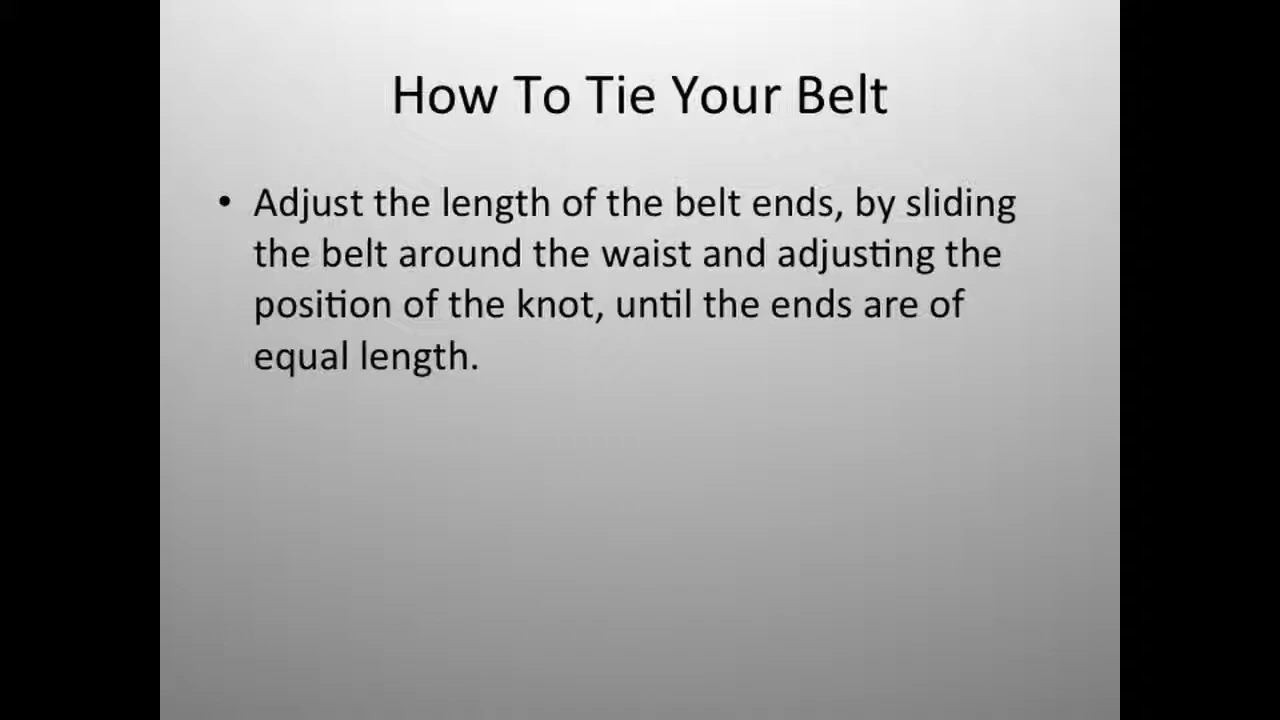 How To Tie Your Belt
• Adjust the length of the belt ends, by sliding
the belt around the waist and adjusting the
position of the knot, until the ends are of
equal length.